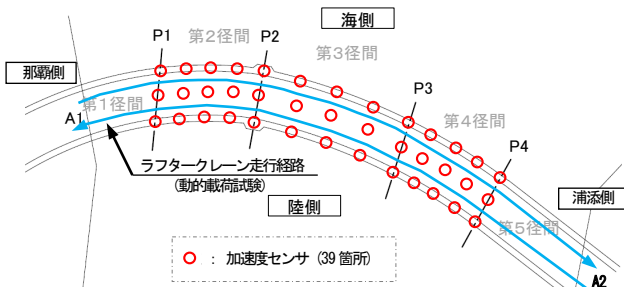 海側
P1
第2径間
P2
第3径間
那覇側
P3
第1径間
A1
第4径間
P4
ラフタークレーン走行経路
(動的載荷試験)
陸側
浦添側
第5径間
○ : 加速度センサ (39 箇所)
A2